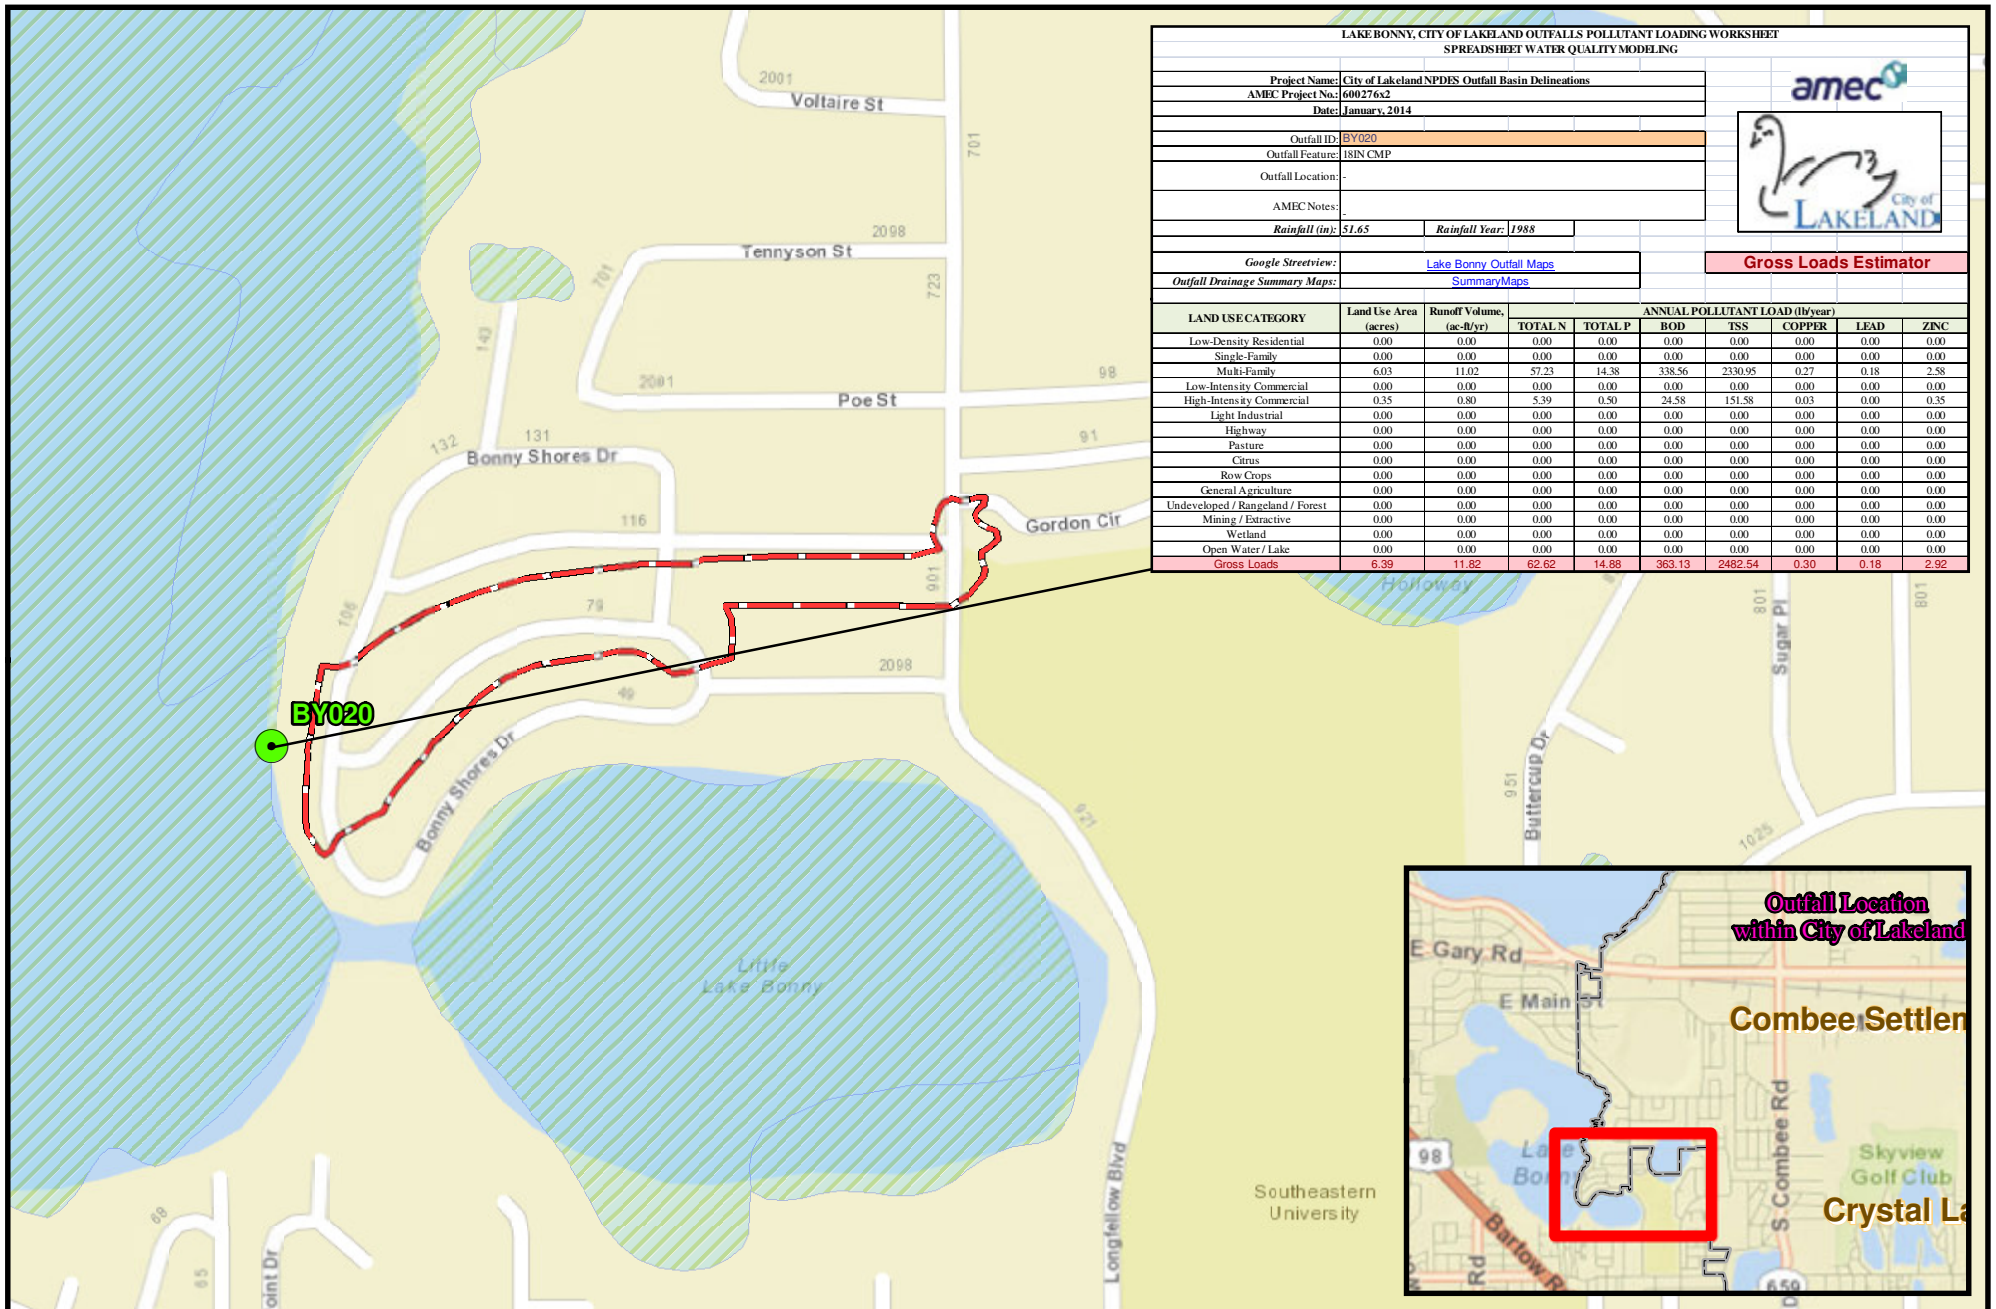 LAKE BONNY, CITY OF LAKELAND OUTFALLS POLLUTANT LOADING WORKSHEET
SPREADSHEET WATER QUALITY MODELING
Project Name: City of Lakeland NPDES Outfall Basin Delineations
AMEC Project No.: 600276x2
Date: January, 2014
amec
Outfall ID: BY020
Outfall Feature: 18IN CMP
Outfall Location: -
AMEC Notes: -
City of
LAKELAND
Rainfall (in): 51.65 Rainfall Year: 1988
Google Streetview: Lake Bonny Outfall Maps
Gross Loads Estimator
Outfall Drainage Summary Maps: SummaryMaps
LAND USE CATEGORY Land Use Area (acres) Runoff Volume, (ac-ft/yr) ANNUAL POLLUTANT LOAD (lb/year)
TOTAL N TOTAL P BOD TSS COPPER LEAD ZINC
Low-Density Residential 0.00 0.00 0.00 0.00 0.00 0.00 0.00 0.00 0.00
Single-Family 0.00 0.00 0.00 0.00 0.00 0.00 0.00 0.00 0.00
Multi-Family 6.03 11.02 57.23 14.38 338.56 2330.95 0.27 0.18 2.58
Low-Intensity Commercial 0.00 0.00 0.00 0.00 0.00 0.00 0.00 0.00 0.00
High-Intensity Commercial 0.35 0.80 5.39 0.50 24.58 151.58 0.03 0.00 0.35
Light Industrial 0.00 0.00 0.00 0.00 0.00 0.00 0.00 0.00 0.00
Highway 0.00 0.00 0.00 0.00 0.00 0.00 0.00 0.00 0.00
Pasture 0.00 0.00 0.00 0.00 0.00 0.00 0.00 0.00 0.00
Citrus 0.00 0.00 0.00 0.00 0.00 0.00 0.00 0.00 0.00
Row Crops 0.00 0.00 0.00 0.00 0.00 0.00 0.00 0.00 0.00
General Agriculture 0.00 0.00 0.00 0.00 0.00 0.00 0.00 0.00 0.00
Undeveloped / Rangeland / Forest 0.00 0.00 0.00 0.00 0.00 0.00 0.00 0.00 0.00
Mining / Extractive 0.00 0.00 0.00 0.00 0.00 0.00 0.00 0.00 0.00
Wetland 0.00 0.00 0.00 0.00 0.00 0.00 0.00 0.00 0.00
Open Water / Lake 0.00 0.00 0.00 0.00 0.00 0.00 0.00 0.00 0.00
Gross Loads 6.39 11.82 62.62 14.88 363.13 2482.54 0.30 0.18 2.92
2001
Voltaire St
701
2098
Tennyson St
701
723
143
2001
Poe St
98
132
131
Bonny Shores Dr
91
116
Gordon Cir
901
79
106
Holloway
801
Sugar Pl
801
2098
49
BY020
Bonny Shores Dr
Buttercup Dr
951
921
1025
Little
Lake Bonny
Longfellow Blvd
Southeastern
University
69
65
oint Dr
Outfall Location
within City of Lakeland
E Gary Rd
E Main St
Combee Settlen
S Combee Rd
98
Lake
Bonny
Skyview
Golf Club
Crystal La
Bartow R
Rd
659